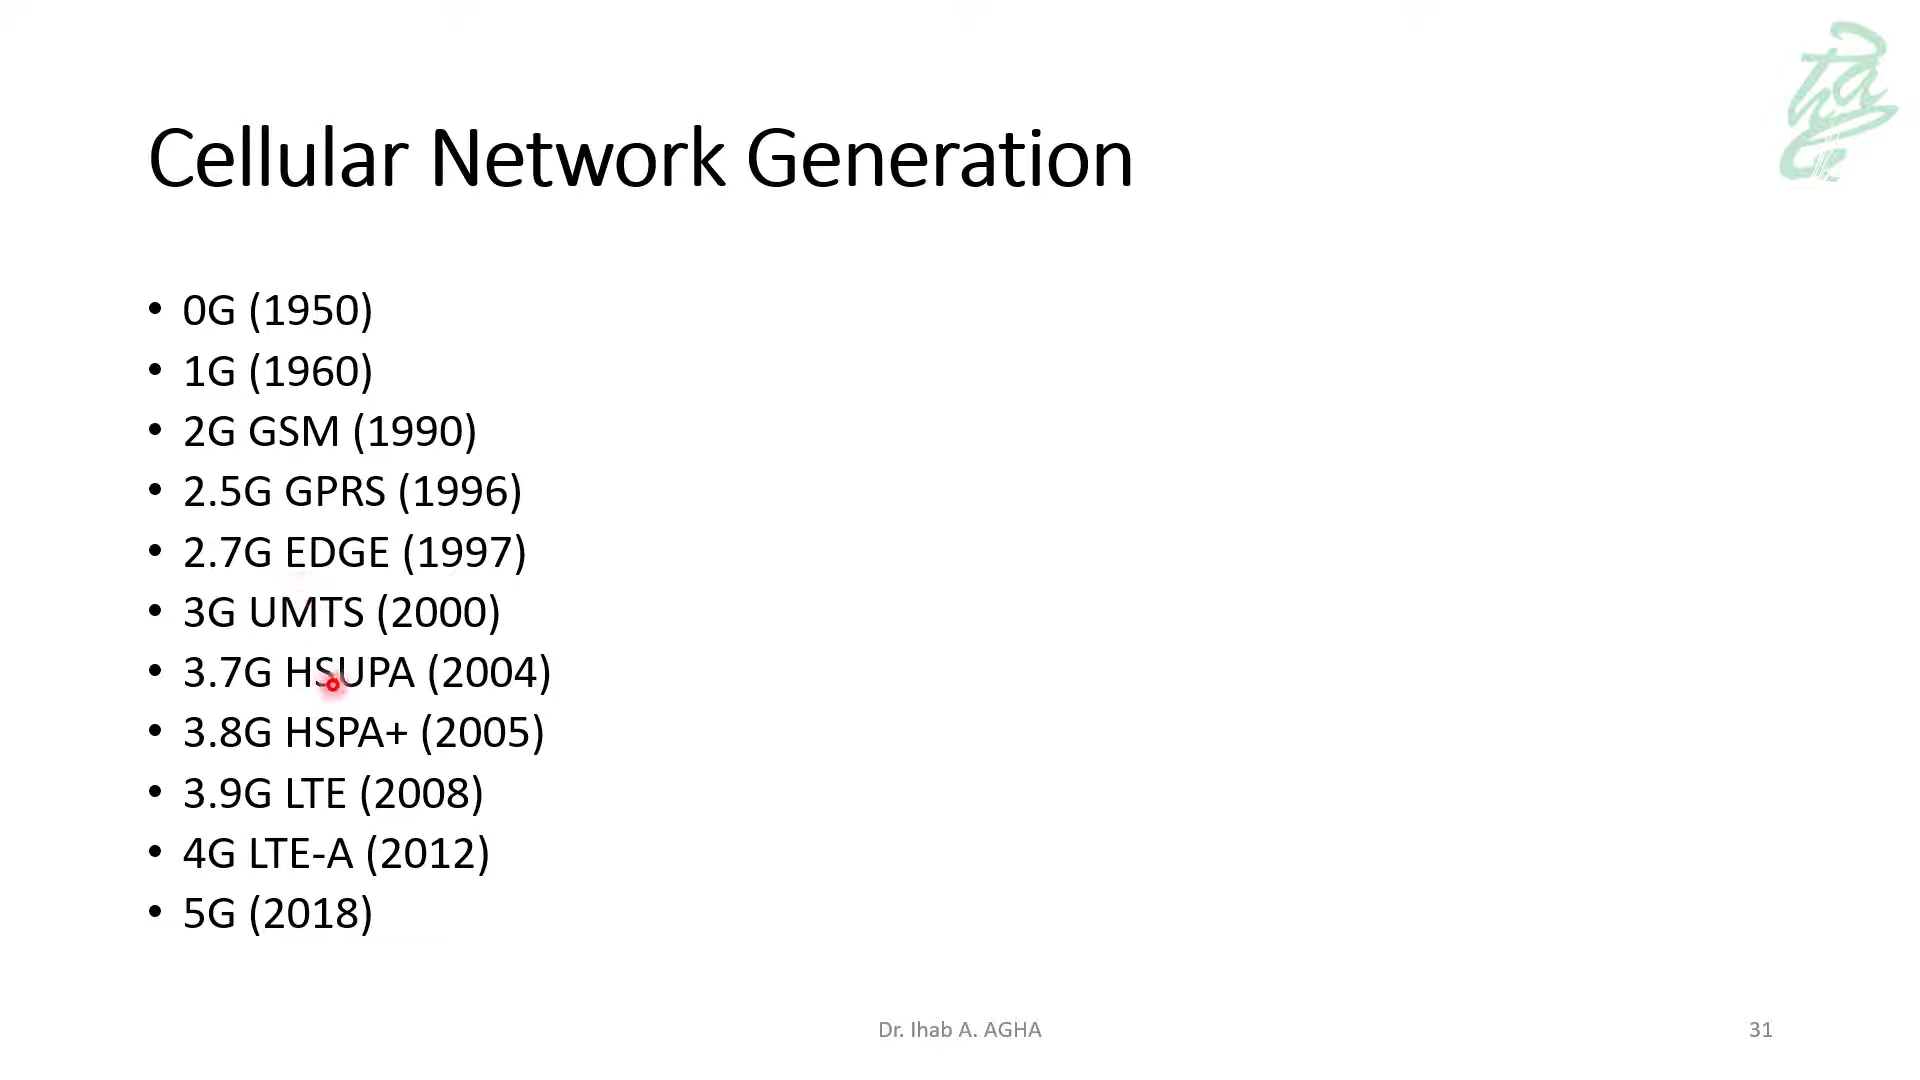 Cellular Network Generation
• 0G (1950)
• 1G (1960)
• 2G GSM (1990)
• 2.5G GPRS (1996)
• 2.7G EDGE (1997)
• 3G UMTS (2000)
• 3.7G HSUPA (2004)
• 3.8G HSPA+ (2005)
• 3.9G LTE (2008)
• 4G LTE-A (2012)
• 5G (2018)
Dr. Ihab A. AGHA
31